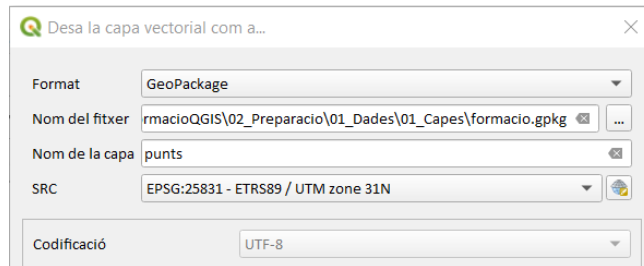 Desa la capa vectorial com a...
Format GeoPackage
Nom del fitxer rmacioQGIS\02_Preparacio\01_Dades\01_Capes\formacio.gpkg ...
Nom de la capa punts
SRC EPSG:25831 - ETRS89 / UTM zone 31N
Codificació UTF-8